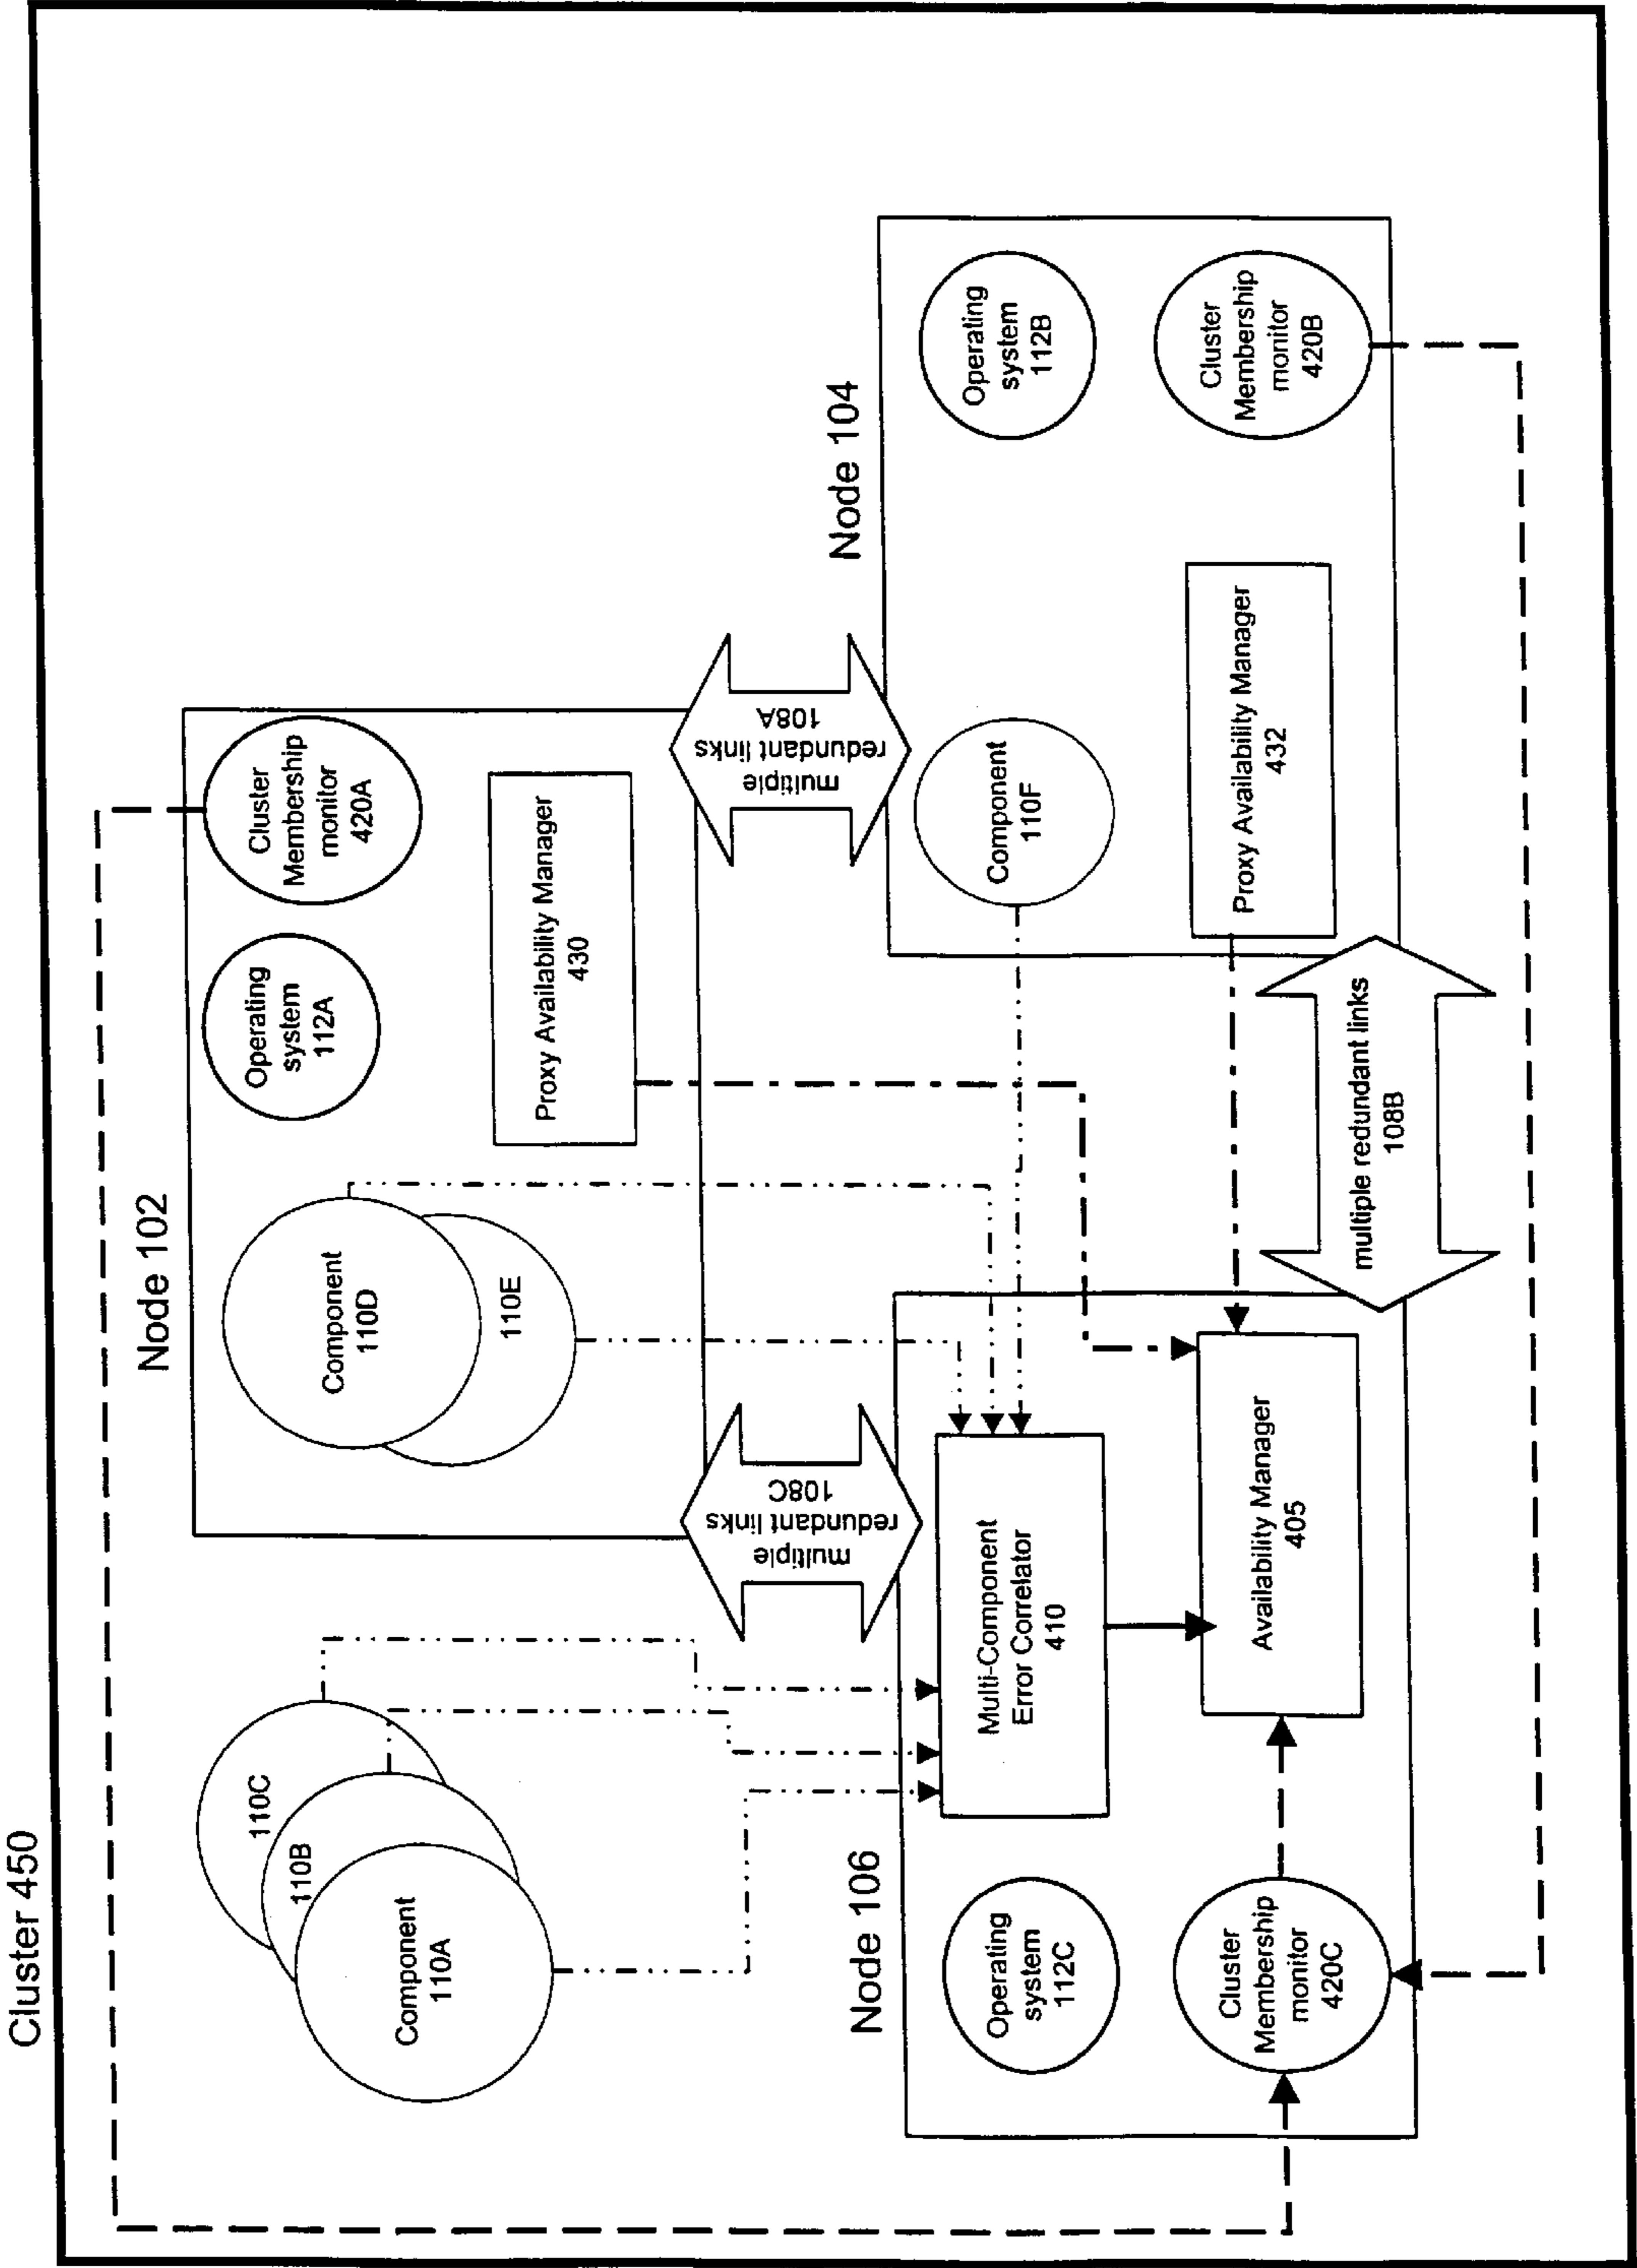 Cluster 450
Node 102
110C
110B
Component
110A
Component
110D
110E
Operating
system
112A
Cluster
Membership
monitor
420A
Proxy Availability Manager
430
multiple
redundant links
108C
multiple
redundant links
108A
Node 106
Node 104
Operating
system
112C
Multi-Component
Error Correlator
410
Cluster
Membership
monitor
420C
Availability Manager
405
multiple redundant links
108B
Component
110F
Operating
system
112B
Proxy Availability Manager
432
Cluster
Membership
monitor
420B